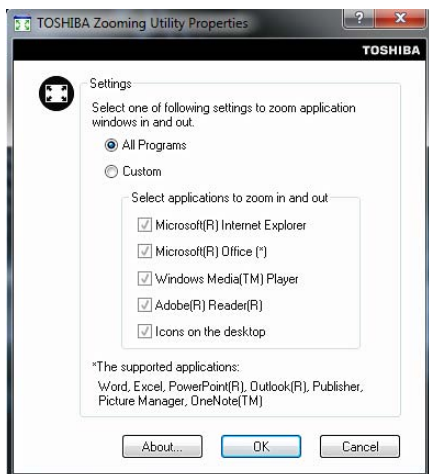 TOSHIBA Zooming Utility Properties
TOSHIBA
Settings
Select one of following settings to zoom application
windows in and out.
All Programs
Custom
Select applications to zoom in and out
Microsoft(R) Internet Explorer
Microsoft(R) Office (*)
Windows Media(TM) Player
Adobe(R) Reader(R)
Icons on the desktop
*The supported applications:
Word, Excel, PowerPoint(R), Outlook(R), Publisher,
Picture Manager, OneNote(TM)
About... OK Cancel